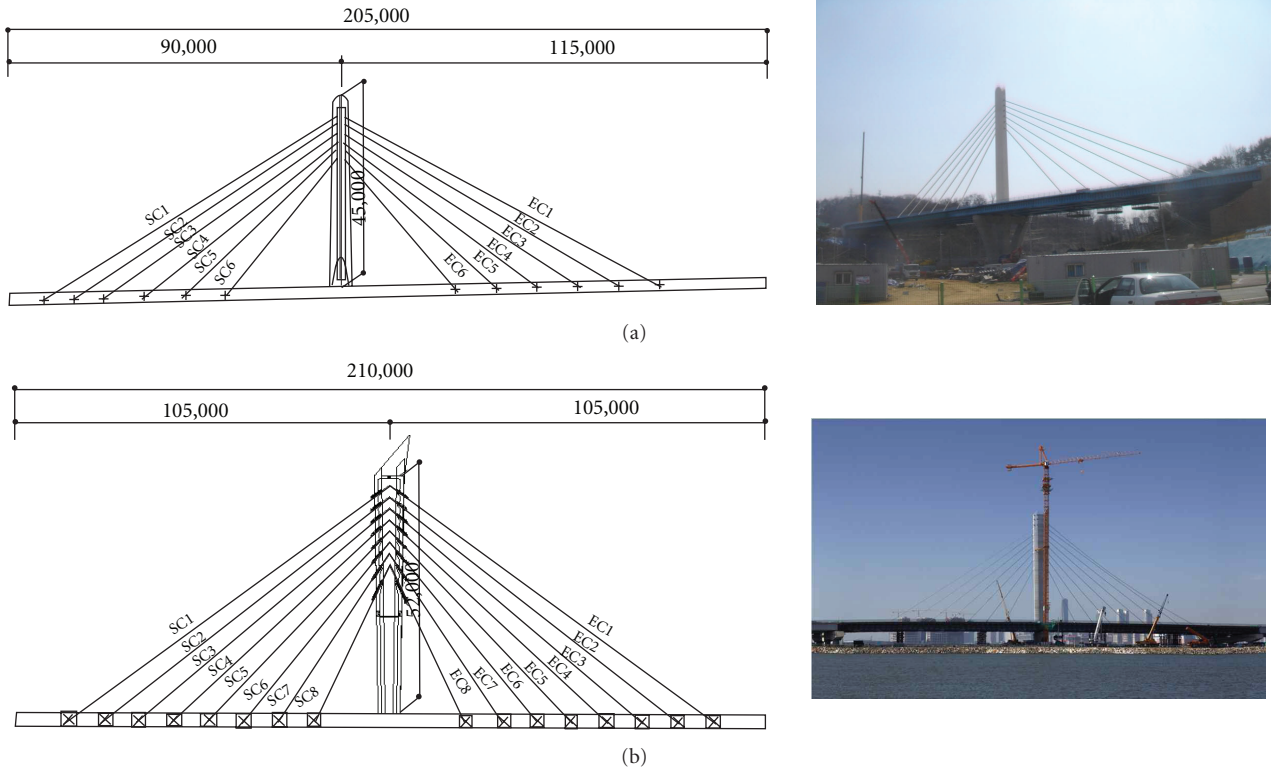 205,000
90,000
115,000
45,000
SC1
SC2
SC3
SC4
SC5
SC6
EC1
EC2
EC3
EC4
EC5
EC6
(a)
210,000
105,000
105,000
57,000
SC1
SC2
SC3
SC4
SC5
SC6
SC7
SC8
EC1
EC2
EC3
EC4
EC5
EC6
EC7
EC8
(b)